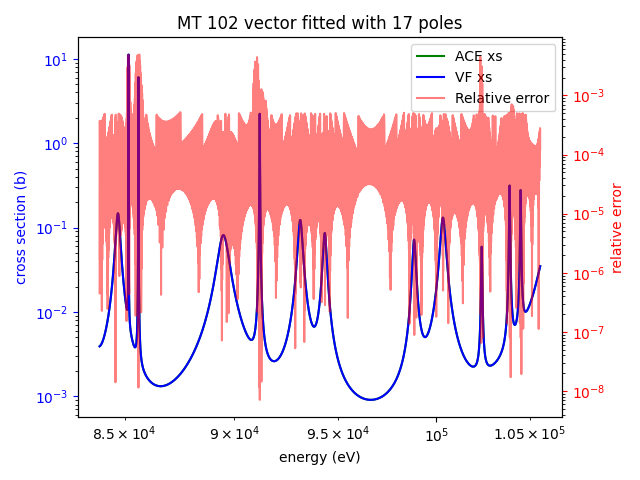 MT 102 vector fitted with 17 poles
ACE xs
VF xs
Relative error
cross section (b)
10¹
10⁰
10⁻¹
10⁻²
10⁻³
10⁻³
10⁻⁴
10⁻⁵
10⁻⁶
10⁻⁷
10⁻⁸
relative error
8.5 × 10⁴
9 × 10⁴
9.5 × 10⁴
10⁵
1.05 × 10⁵
energy (eV)